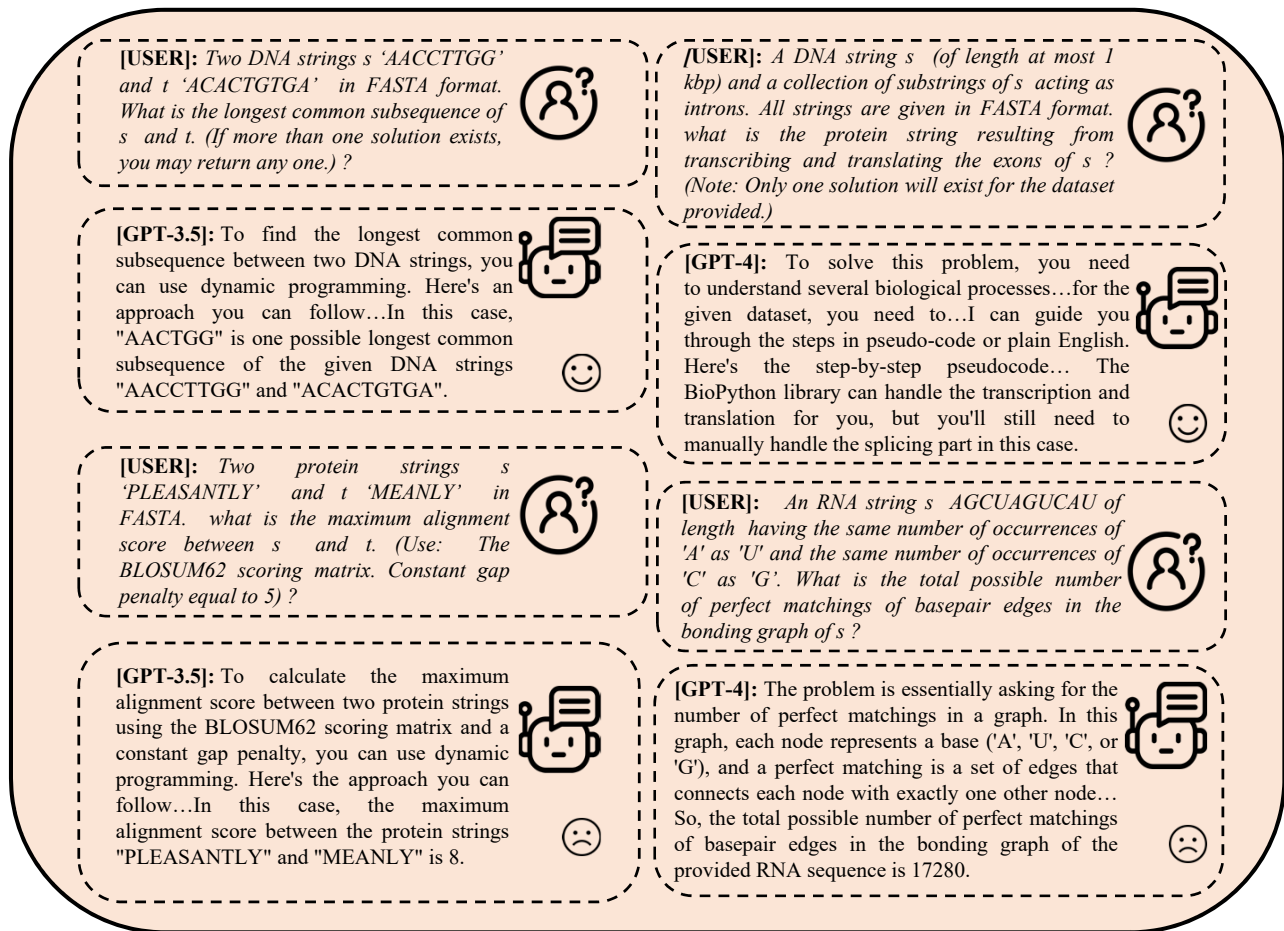 [USER]: Two DNA strings s ‘AACCTTGG’
and t ‘ACACTGTGA’ in FASTA format.
What is the longest common subsequence of
s and t. (If more than one solution exists,
you may return any one.) ?
[GPT-3.5]: To find the longest common
subsequence between two DNA strings, you
can use dynamic programming. Here's an
approach you can follow…In this case,
"AACTGG" is one possible longest common
subsequence of the given DNA strings
"AACCTTGG" and "ACACTGTGA".
[USER]: Two protein strings s
‘PLEASANTLY’ and t ‘MEANLY’ in
FASTA. what is the maximum alignment
score between s and t. (Use: The
BLOSUM62 scoring matrix. Constant gap
penalty equal to 5) ?
[GPT-3.5]: To calculate the maximum
alignment score between two protein strings
using the BLOSUM62 scoring matrix and a
constant gap penalty, you can use dynamic
programming. Here's the approach you can
follow…In this case, the maximum
alignment score between the protein strings
"PLEASANTLY" and "MEANLY" is 8.
[USER]: A DNA string s (of length at most 1
kbp) and a collection of substrings of s acting as
introns. All strings are given in FASTA format.
what is the protein string resulting from
transcribing and translating the exons of s ?
(Note: Only one solution will exist for the dataset
provided.)
[GPT-4]: To solve this problem, you need
to understand several biological processes…for the
given dataset, you need to…I can guide you
through the steps in pseudo-code or plain English.
Here's the step-by-step pseudocode… The
BioPython library can handle the transcription and
translation for you, but you'll still need to
manually handle the splicing part in this case.
[USER]: An RNA string s AGCUAGUCAU of
length having the same number of occurrences of
'A' as 'U' and the same number of occurrences of
'C' as 'G’. What is the total possible number
of perfect matchings of basepair edges in the
bonding graph of s ?
[GPT-4]: The problem is essentially asking for the
number of perfect matchings in a graph. In this
graph, each node represents a base ('A', 'U', 'C', or
'G'), and a perfect matching is a set of edges that
connects each node with exactly one other node…
So, the total possible number of perfect matchings
of basepair edges in the bonding graph of the
provided RNA sequence is 17280.